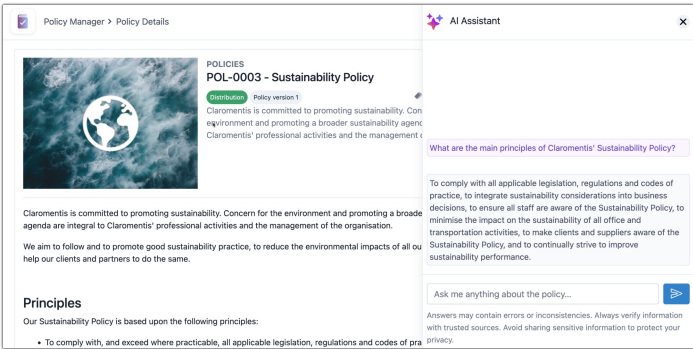 Policy Manager > Policy Details
POLICIES
POL-0003 - Sustainability Policy
Distribution Policy version 1
Claromentis is committed to promoting sustainability. Con
environment and promoting a broader sustainability agend
Claromentis' professional activities and the management o
Claromentis is committed to promoting sustainability. Concern for the environment and promoting a broade
agenda are integral to Claromentis' professional activities and the management of the organisation.
We aim to follow and to promote good sustainability practice, to reduce the environmental impacts of all ou
help our clients and partners to do the same.
Principles
Our Sustainability Policy is based upon the following principles:
• To comply with, and exceed where practicable, all applicable legislation, regulations and codes of pra
AI Assistant
What are the main principles of Claromentis' Sustainability Policy?
To comply with all applicable legislation, regulations and codes of
practice, to integrate sustainability considerations into business
decisions, to ensure all staff are aware of the Sustainability Policy, to
minimise the impact on the sustainability of all office and
transportation activities, to make clients and suppliers aware of the
Sustainability Policy, and to continually strive to improve
sustainability performance.
Ask me anything about the policy...
Answers may contain errors or inconsistencies. Always verify information
with trusted sources. Avoid sharing sensitive information to protect your
privacy.